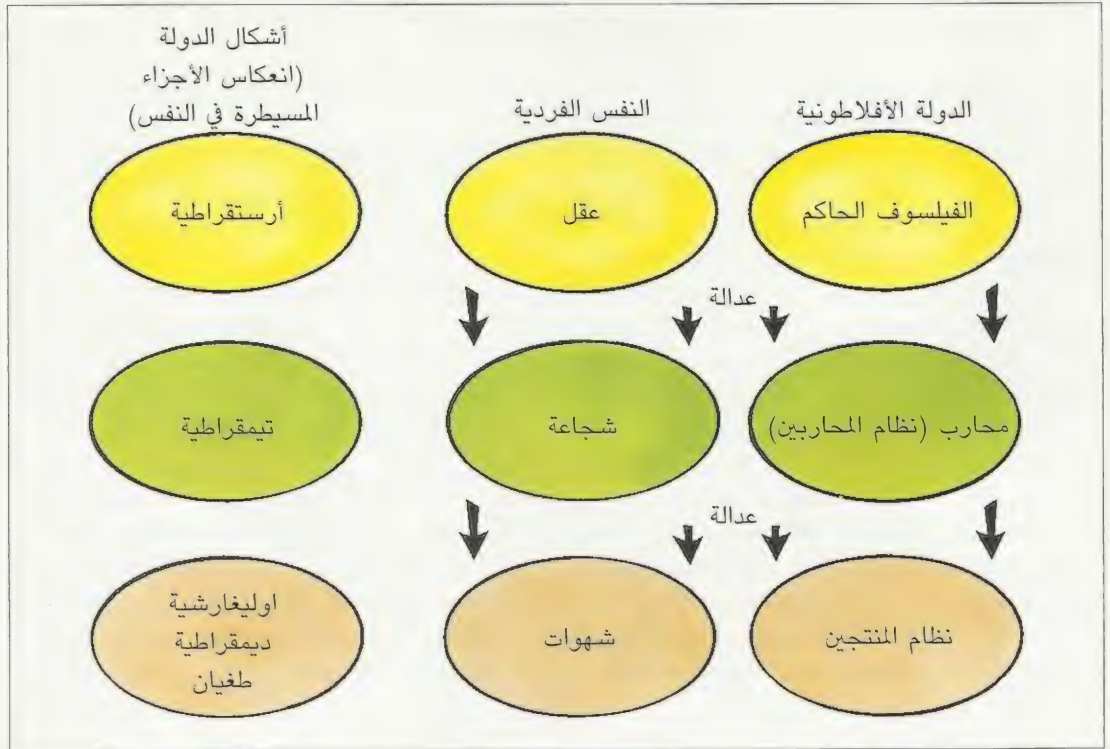 أشكال الدولة
(انعكاس الأجزاء
المسيطرة في النفس)
النفس الفردية
الدولة الأفلاطونية
الفيلسوف الحاكم
عقل
أرستقراطية
عدالة
محارب (نظام المحاربين)
شجاعة
تيمقراطية
عدالة
نظام المنتجين
شهوات
اوليغارشية
ديمقراطية
طغيان